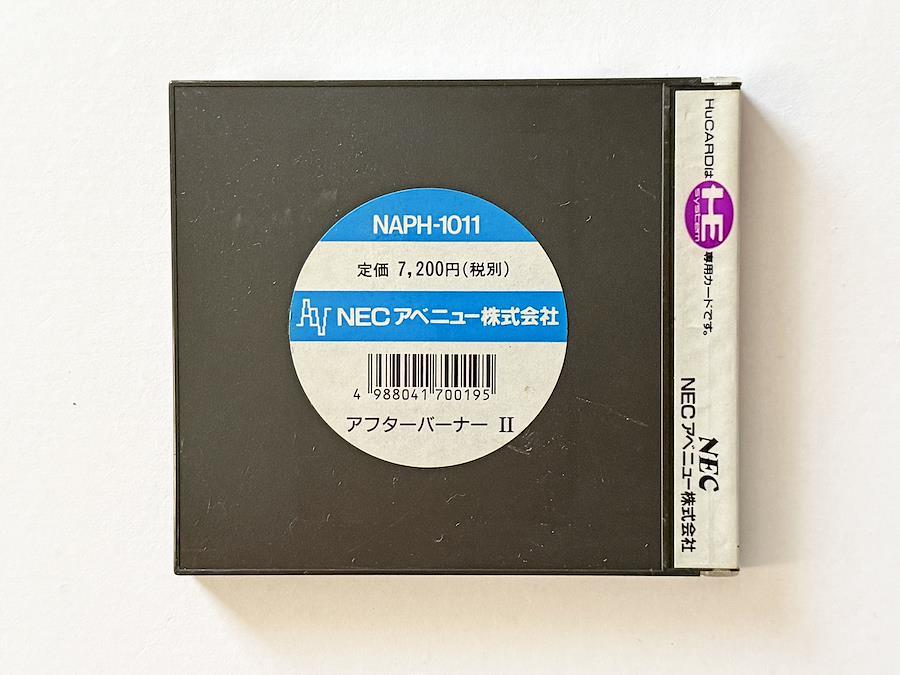 NAPH-1011
定価 7,200円(税別)
NECアベニュー株式会社
4 988041 700195
アフターバーナー II
HuCARDは
HE
system
専用カードです。
NEC
NECアベニュー株式会社